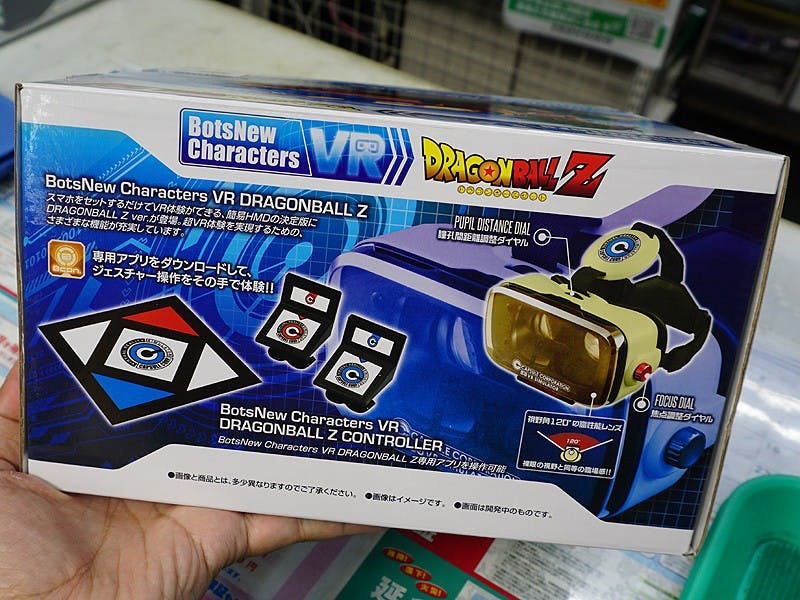 BotsNew
Characters
VR
DRAGONBALL Z
BotsNew Characters VR DRAGONBALL Z
スマホをセットするだけでVR体験ができる、簡易HMDの決定版に
DRAGONBALL Z ver.が登場。超VR体験を実現するための、
さまざまな機能が充実しています。
Bcon
専用アプリをダウンロードして、
ジェスチャー操作をその手で体験!!
PUPIL DISTANCE DIAL
瞳孔間距離調整ダイヤル
CAPSULE CORPORATION
FOCUS DIAL
焦点調整ダイヤル
視野角120°の高性能レンズ
120°
裸眼の視野と同等の臨場感!!
BotsNew Characters VR
DRAGONBALL Z CONTROLLER
BotsNew Characters VR DRAGONBALL Z専用アプリを操作可能
●画像と商品とは、多少異なりますのでご了承ください。 ●画像はイメージです。 ●画面は開発中のものです。